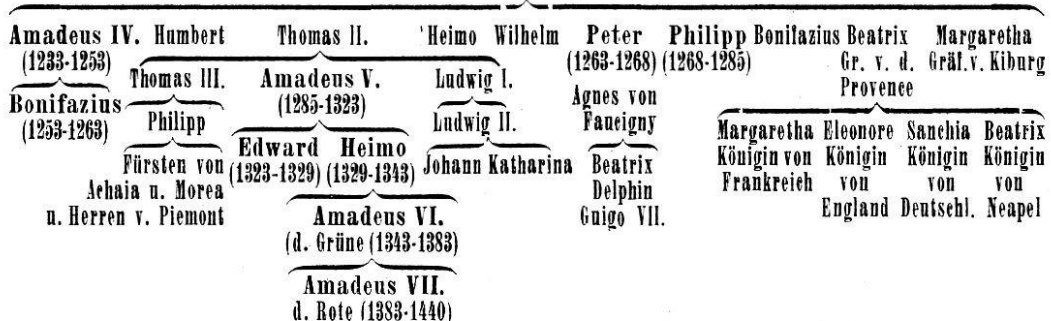 Amadeus IV. Humbert Thomas II. 'Heimo Wilhelm Peter Philipp Bonifazius Beatrix Margaretha
(1233-1253) (1263-1268) (1268-1285) Gr. v. d. Gräf. v. Kiburg
Thomas III. Amadeus V. Ludwig I. Provence
Bonifazius (1285-1323) Agnes von
(1253-1263) Philipp Ludwig II. Faucigny Margaretha Eleonore Sanchia Beatrix
Edward Heimo Königin von Königin Königin Königin
Fürsten von (1323-1329) (1329-1343) Johann Katharina Beatrix Frankreich von von von
Achaia u. Morea Delphin England Deutschl. Neapel
u. Herren v. Piemont Amadeus VI. Guigo VII.
(d. Grüne (1343-1383)
Amadeus VII.
d. Rote (1383-1440)